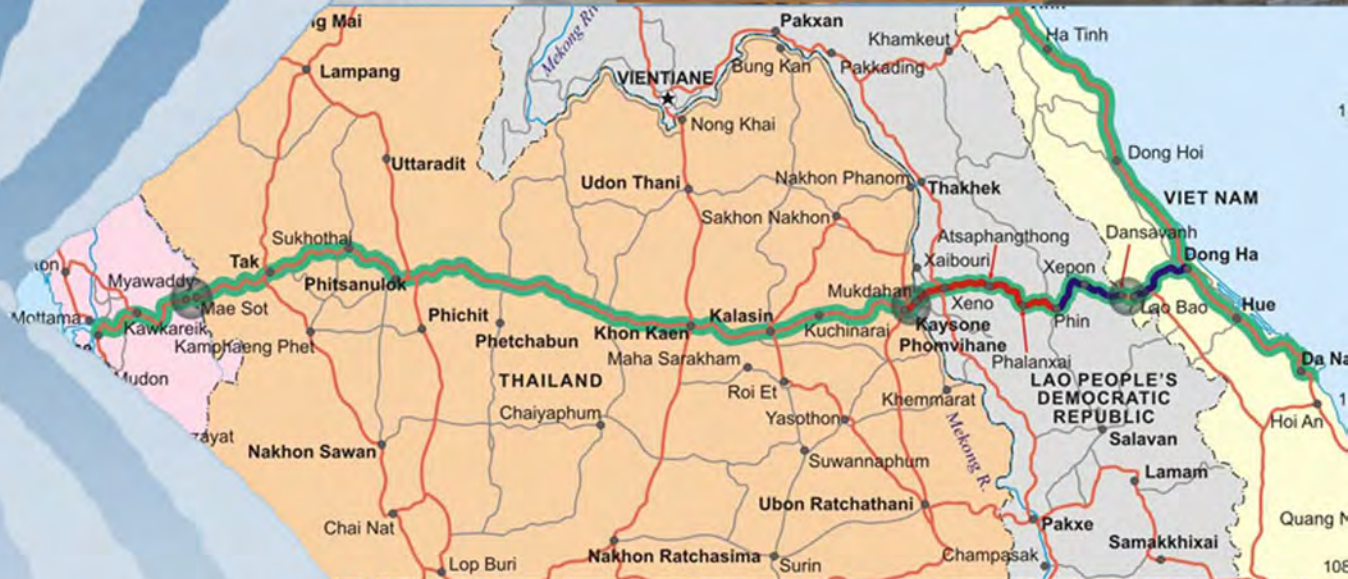 Pakxan
Ha Tinh
Khamkeut
Mekong
Lampang
VIENTIANE
Bung Kan
Pakkading
Nong Khai
Dong Hoi
Uttaradit
Udon Thani
Nakhon Phanom
Thakhek
VIET NAM
Sakhon Nakhon
Atsaphangthong
Dansavanh
Sukhothai
Tak
Xaibouri
Xepon
Dong Ha
Myawaddy
Phitsanulok
Mukdahan
Mae Sot
Xeno
Lao Bao
Hue
Mottama
Kawkareik
Phichit
Khon Kaen
Kalasin
Kuchinarai
Kaysone
Phomvihane
Phin
Kamphaeng Phet
Phetchabun
Maha Sarakham
Phalanxai
Mudon
THAILAND
Roi Et
Khemmarat
LAO PEOPLE'S
DEMOCRATIC
REPUBLIC
Chaiyaphum
Yasothon
Mekong R.
Hoi An
Salavan
Nakhon Sawan
Suwannaphum
Lamam
Ubon Ratchathani
Chai Nat
Pakxe
Quang
Nakhon Ratchasima
Surin
Champasak
Samakkhixai
Lop Buri
108